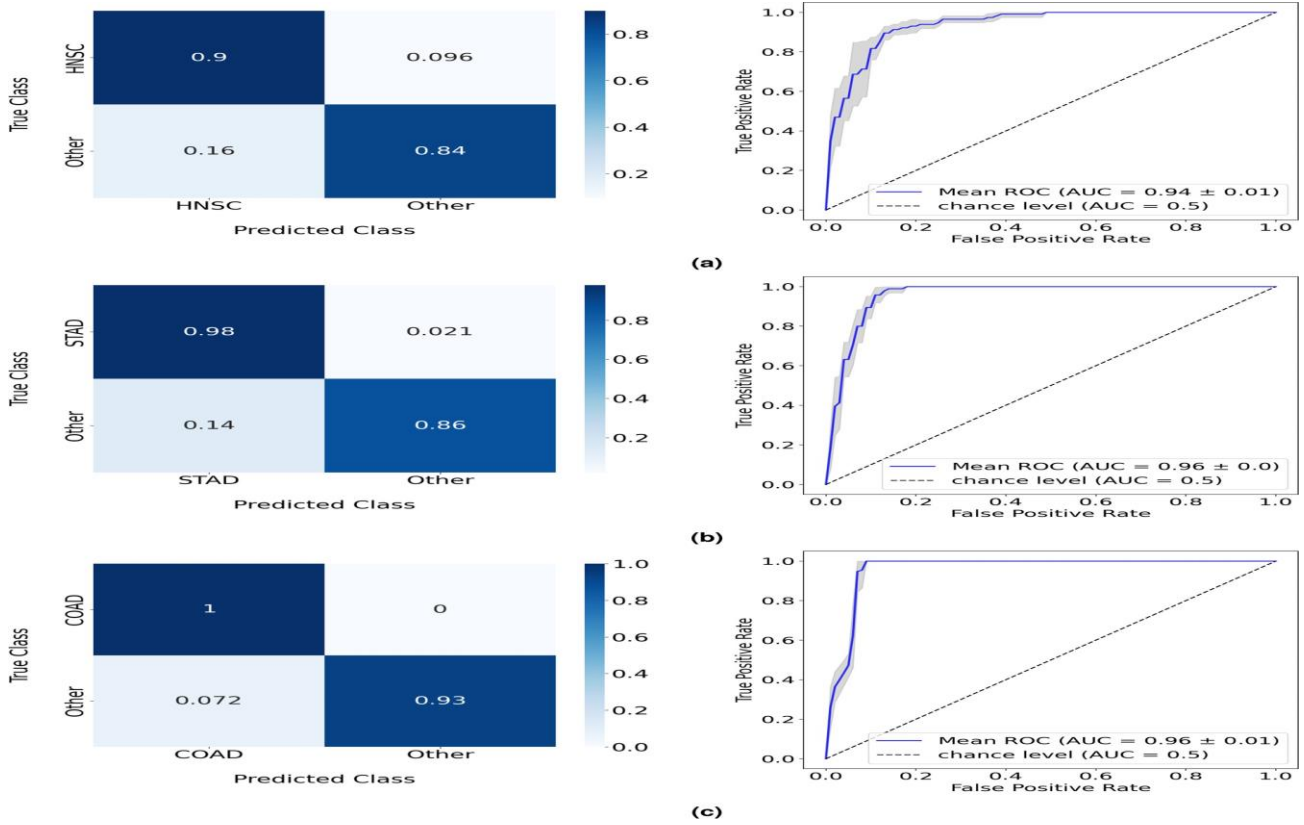 True Class
HNSC
Other
0.9
0.096
0.16
0.84
HNSC
Other
Predicted Class
0.8
0.6
0.4
0.2
True Positive Rate
1.0
0.8
0.6
0.4
0.2
0.0
Mean ROC (AUC = 0.94 ± 0.01)
chance level (AUC = 0.5)
0.0
0.2
0.4
0.6
0.8
1.0
False Positive Rate
(a)
True Class
STAD
Other
0.98
0.021
0.14
0.86
STAD
Other
Predicted Class
0.8
0.6
0.4
0.2
True Positive Rate
1.0
0.8
0.6
0.4
0.2
0.0
Mean ROC (AUC = 0.96 ± 0.0)
chance level (AUC = 0.5)
0.0
0.2
0.4
0.6
0.8
1.0
False Positive Rate
(b)
True Class
COAD
Other
1
0
0.072
0.93
COAD
Other
Predicted Class
1.0
0.8
0.6
0.4
0.2
0.0
True Positive Rate
1.0
0.8
0.6
0.4
0.2
0.0
Mean ROC (AUC = 0.96 ± 0.01)
chance level (AUC = 0.5)
0.0
0.2
0.4
0.6
0.8
1.0
False Positive Rate
(c)